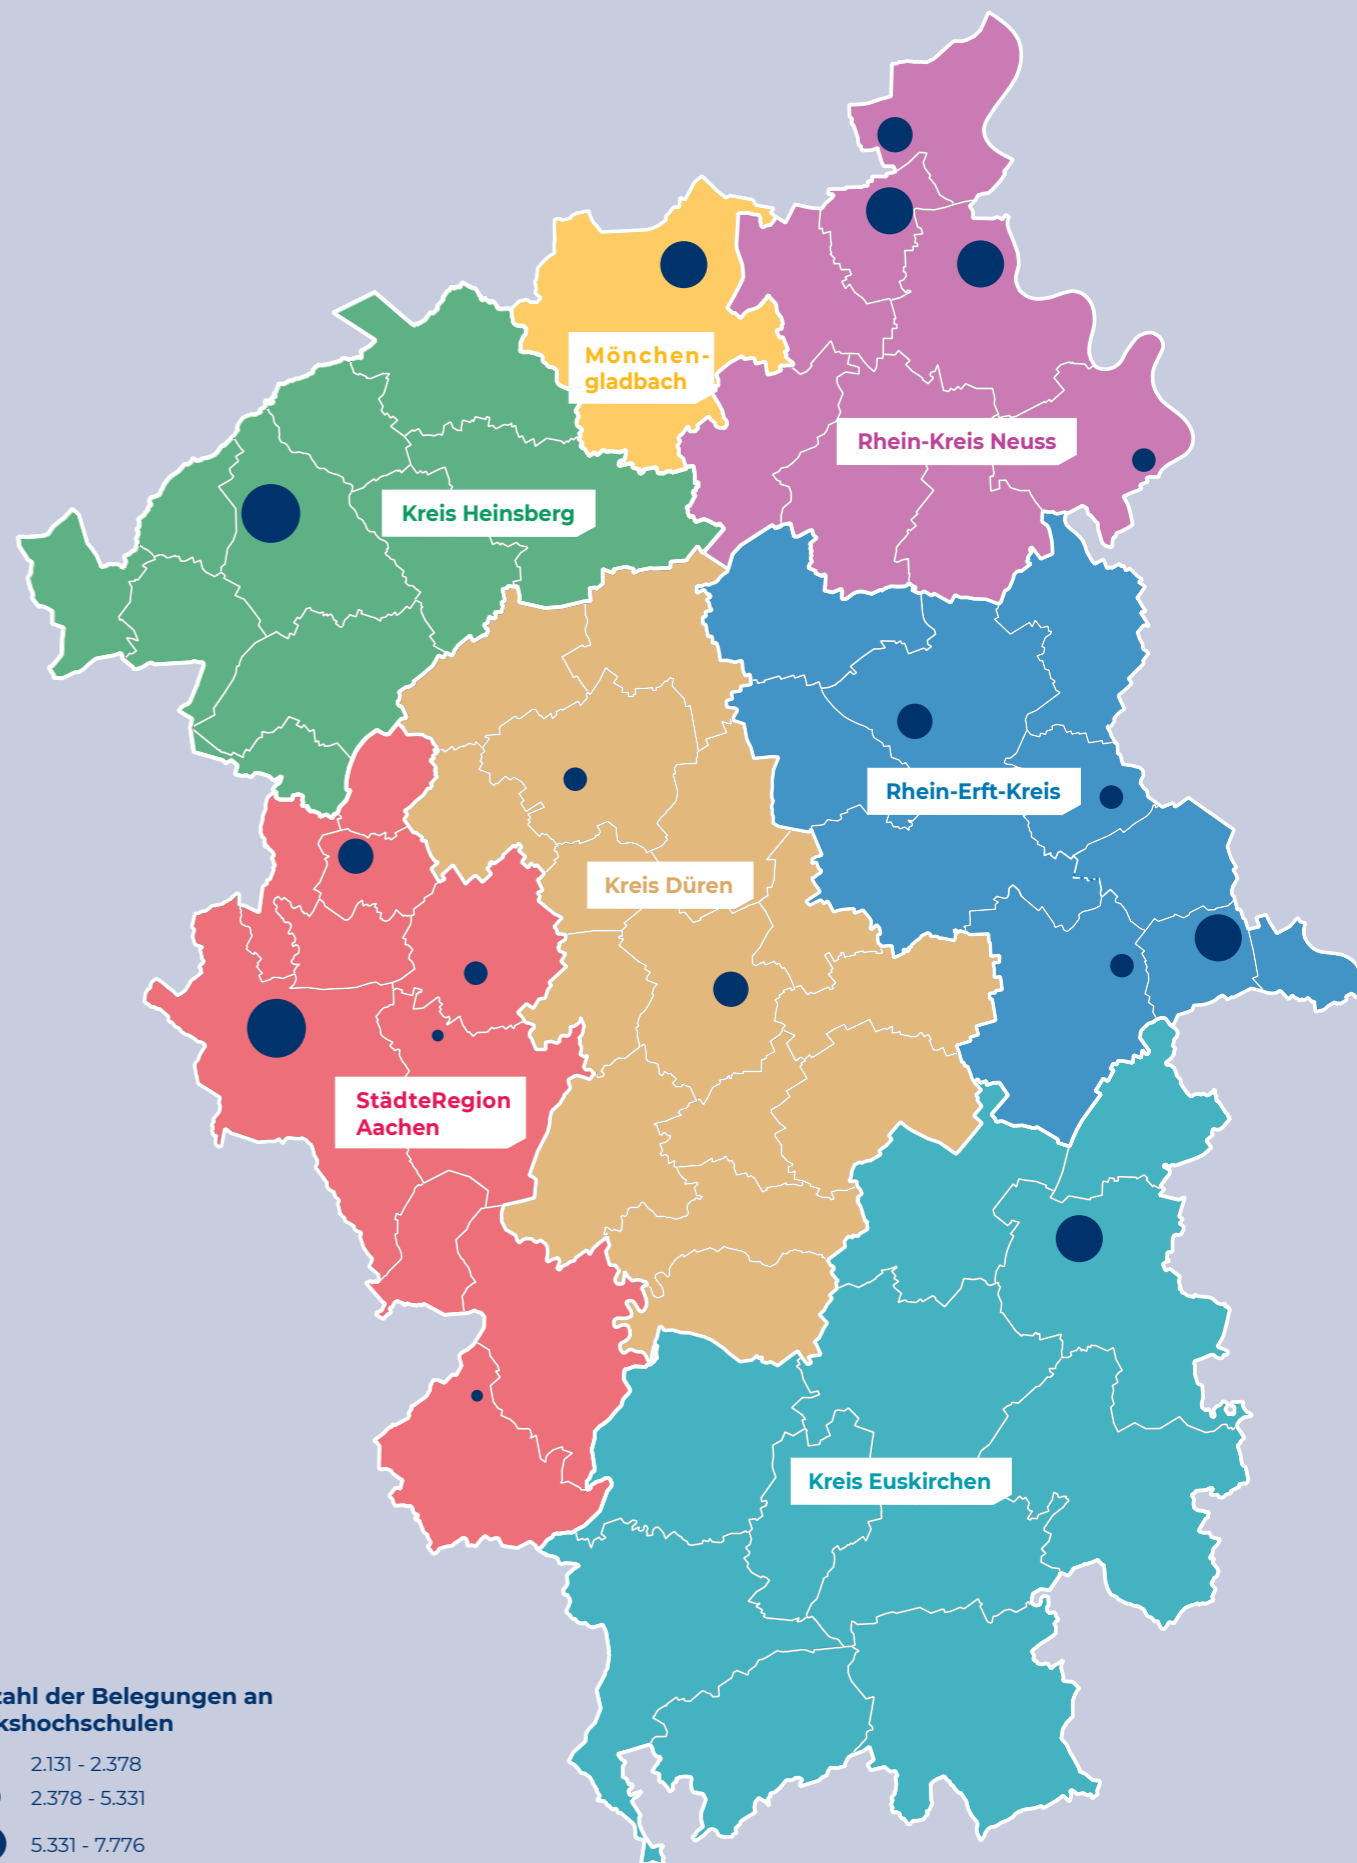 Mönchen-
gladbach
Rhein-Kreis Neuss
Kreis Heinsberg
Rhein-Erft-Kreis
Kreis Düren
StädteRegion
Aachen
Kreis Euskirchen
zahl der Belegungen an
kshochschulen
2.131 - 2.378
2.378 - 5.331
5.331 - 7.776